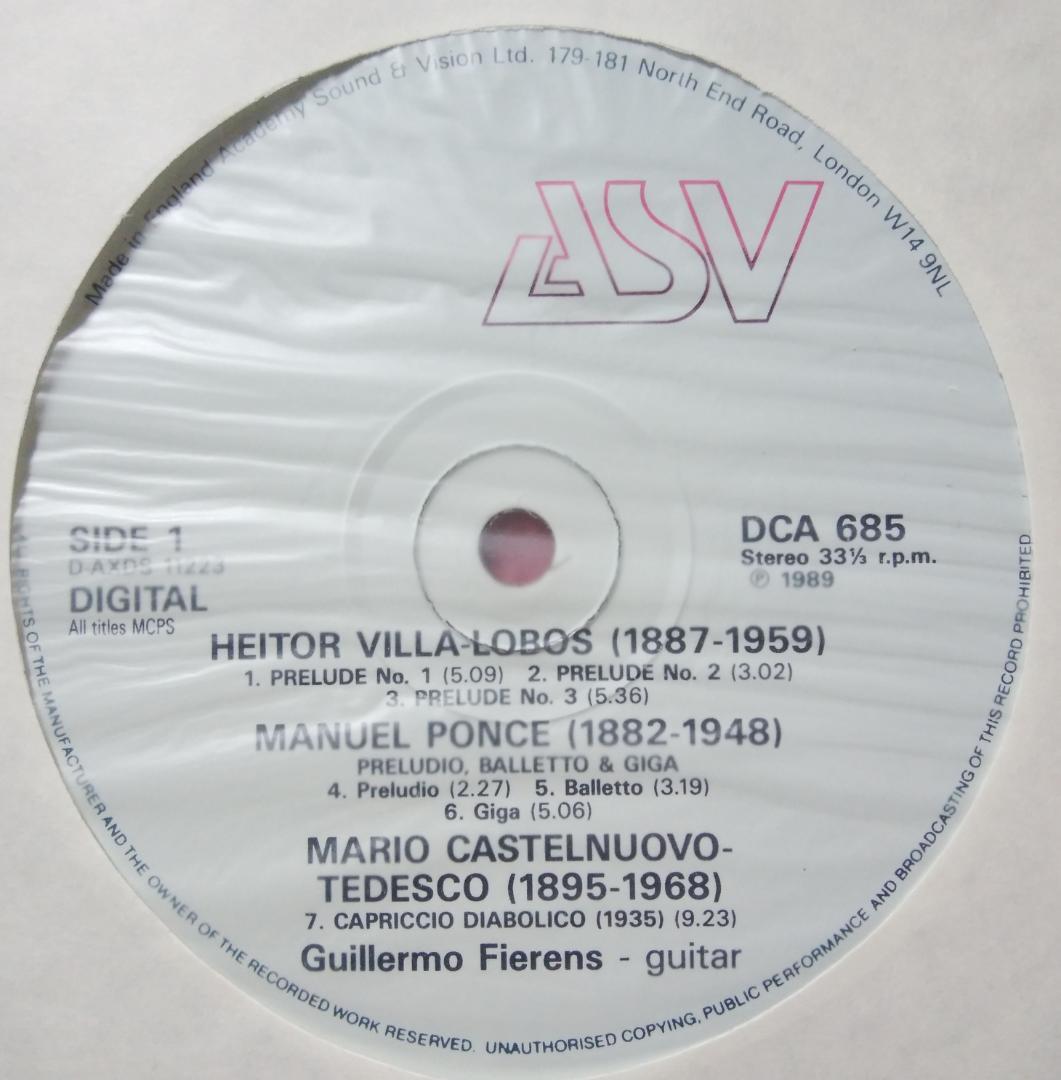 Made in England Academy Sound & Vision Ltd. 179-181 North End Road, London W14 9NL
ASV
SIDE 1
D-AXDS 11223
DIGITAL
All titles MCPS
DCA 685
Stereo 33⅓ r.p.m.
℗ 1989
HEITOR VILLA-LOBOS (1887-1959)
1. PRELUDE No. 1 (5.09) 2. PRELUDE No. 2 (3.02)
3. PRELUDE No. 3 (5.36)
MANUEL PONCE (1882-1948)
PRELUDIO, BALLETTO & GIGA
4. Preludio (2.27) 5. Balletto (3.19)
6. Giga (5.06)
MARIO CASTELNUOVO-
TEDESCO (1895-1968)
7. CAPRICCIO DIABOLICO (1935) (9.23)
Guillermo Fierens - guitar
RIGHTS OF THE MANUFACTURER AND THE OWNER OF THE RECORDED WORK RESERVED. UNAUTHORISED COPYING, PUBLIC PERFORMANCE AND BROADCASTING OF THIS RECORD PROHIBITED